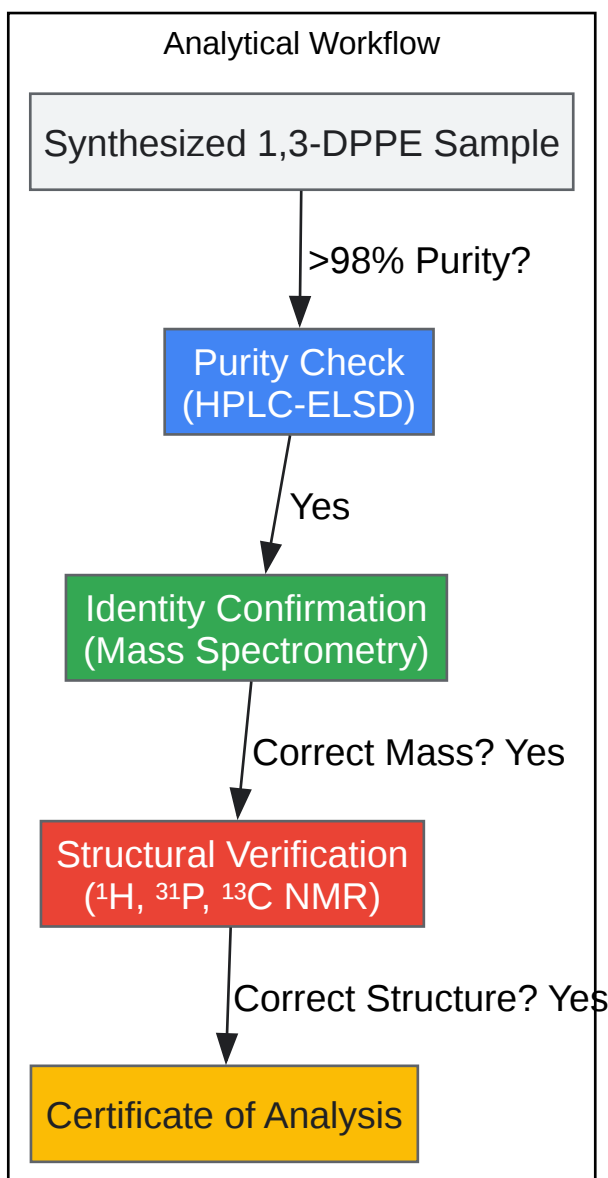 Analytical Workflow
Synthesized 1,3-DPPE Sample
>98% Purity?
Purity Check
(HPLC-ELSD)
Yes
Identity Confirmation
(Mass Spectrometry)
Correct Mass? Yes
Structural Verification
(¹H, ³¹P, ¹³C NMR)
Correct Structure? Yes
Certificate of Analysis